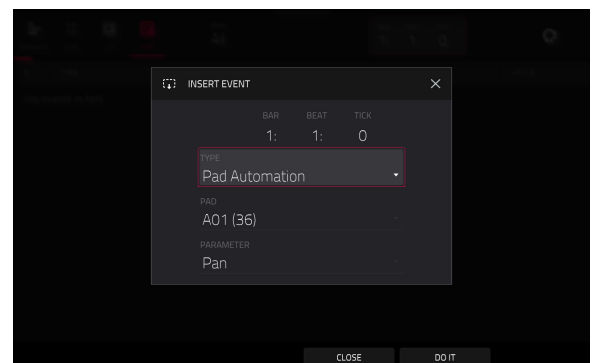 INSERT EVENT
BAR BEAT TICK
1: 1: 0
TYPE
Pad Automation
PAD
A01 (36)
PARAMETER
Pan
CLOSE DO IT